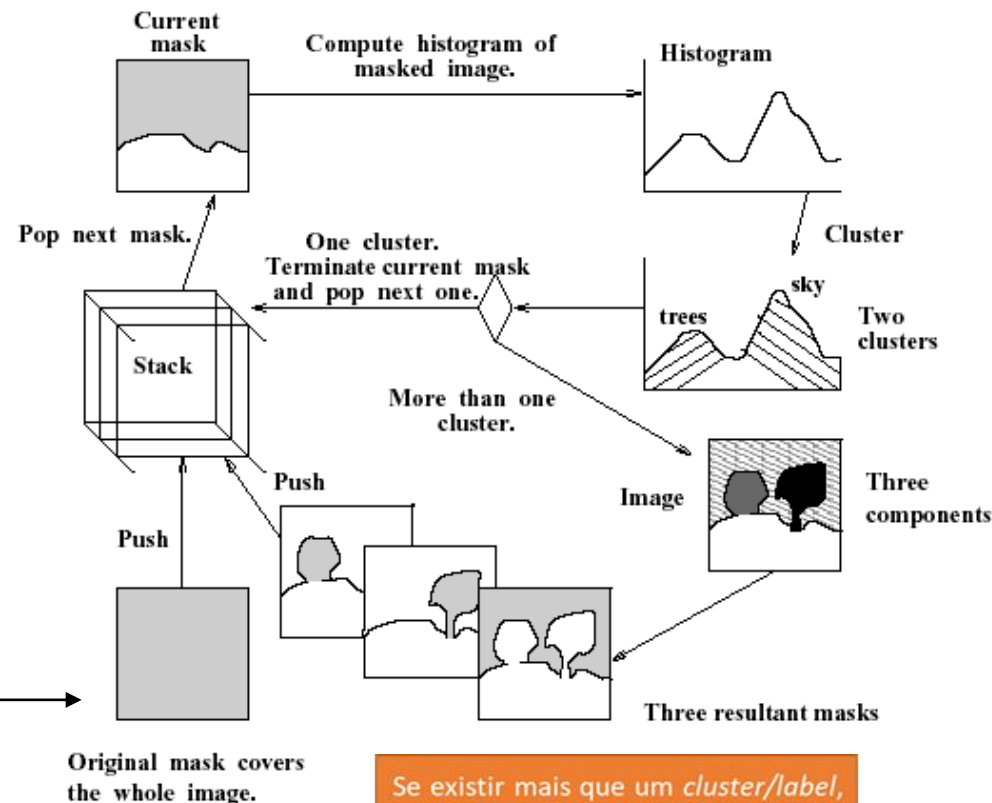 Current
mask
Compute histogram of
masked image.
Histogram
Pop next mask.
One cluster.
Terminate current mask
and pop next one.
Cluster
trees
sky
Two
clusters
Stack
More than one
cluster.
Push
Image
Three
components
Push
Three resultant masks
Original mask covers
the whole image.
Se existir mais que um cluster/label,